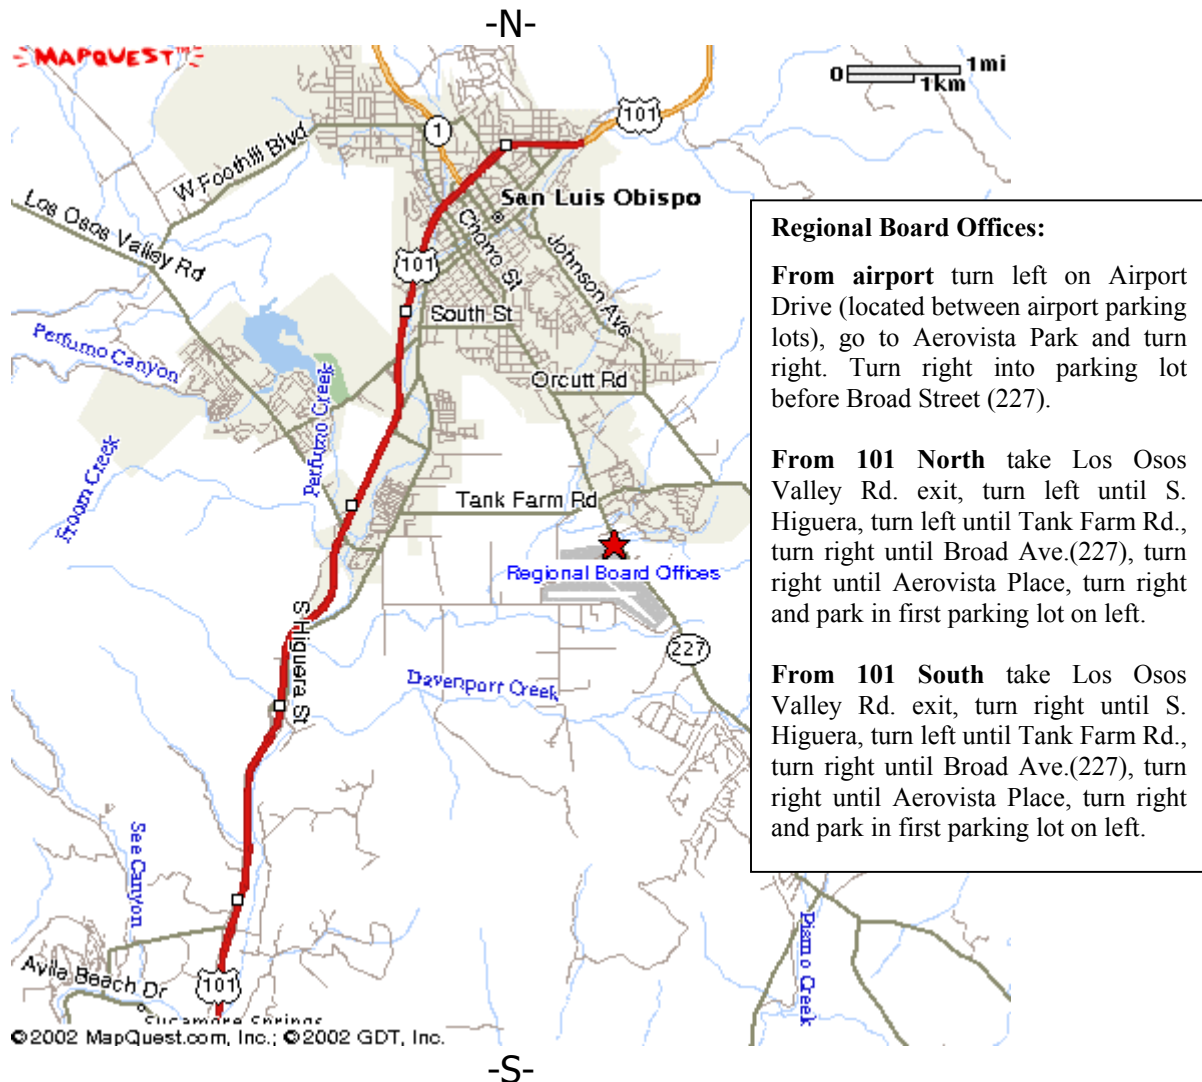 -N-
MAPQUEST™
0 1mi
1km
101
1
W Foothill Blvd
San Luis Obispo
Los Osos Valley Rd
Chorro St
Johnson Ave
101
South St
Perfumo Canyon
Perfumo Creek
Orcutt Rd
Froom Creek
Tank Farm Rd
Regional Board Offices
S Higuera St
227
Davenport Creek
See Canyon
Avila Beach Dr
101
Pismo Creek
Sycamore Springs
©2002 MapQuest.com, Inc.; ©2002 GDT, Inc.
-S-
Regional Board Offices:
From airport turn left on Airport
Drive (located between airport parking
lots), go to Aerovista Park and turn
right. Turn right into parking lot
before Broad Street (227).
From 101 North take Los Osos
Valley Rd. exit, turn left until S.
Higuera, turn left until Tank Farm Rd.,
turn right until Broad Ave.(227), turn
right until Aerovista Place, turn right
and park in first parking lot on left.
From 101 South take Los Osos
Valley Rd. exit, turn right until S.
Higuera, turn left until Tank Farm Rd.,
turn right until Broad Ave.(227), turn
right until Aerovista Place, turn right
and park in first parking lot on left.